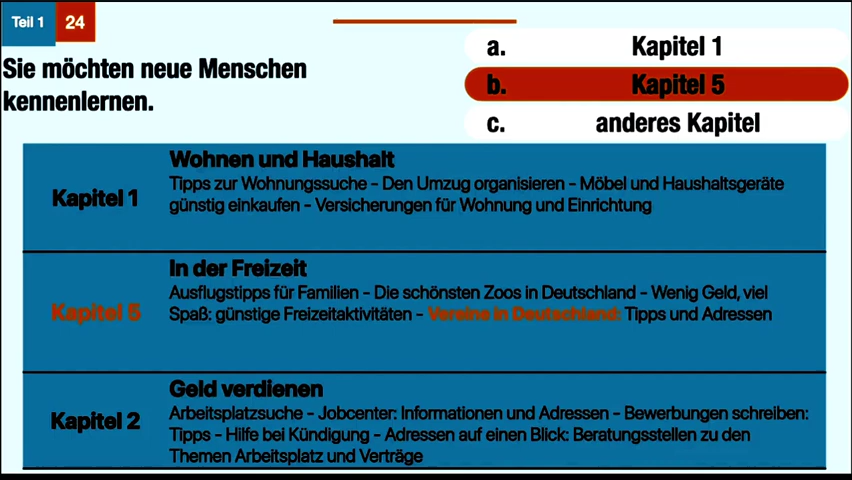 Teil 1
24
Sie möchten neue Menschen
kennenlernen.
a. Kapitel 1
b. Kapitel 5
c. anderes Kapitel
Kapitel 1
Wohnen und Haushalt
Tipps zur Wohnungssuche – Den Umzug organisieren – Möbel und Haushaltsgeräte
günstig einkaufen – Versicherungen für Wohnung und Einrichtung
Kapitel 5
In der Freizeit
Ausflugstipps für Familien – Die schönsten Zoos in Deutschland – Wenig Geld, viel
Spaß: günstige Freizeitaktivitäten – Vereine in Deutschland: Tipps und Adressen
Kapitel 2
Geld verdienen
Arbeitsplatzsuche – Jobcenter: Informationen und Adressen – Bewerbungen schreiben:
Tipps – Hilfe bei Kündigung – Adressen auf einen Blick: Beratungsstellen zu den
Themen Arbeitsplatz und Verträge